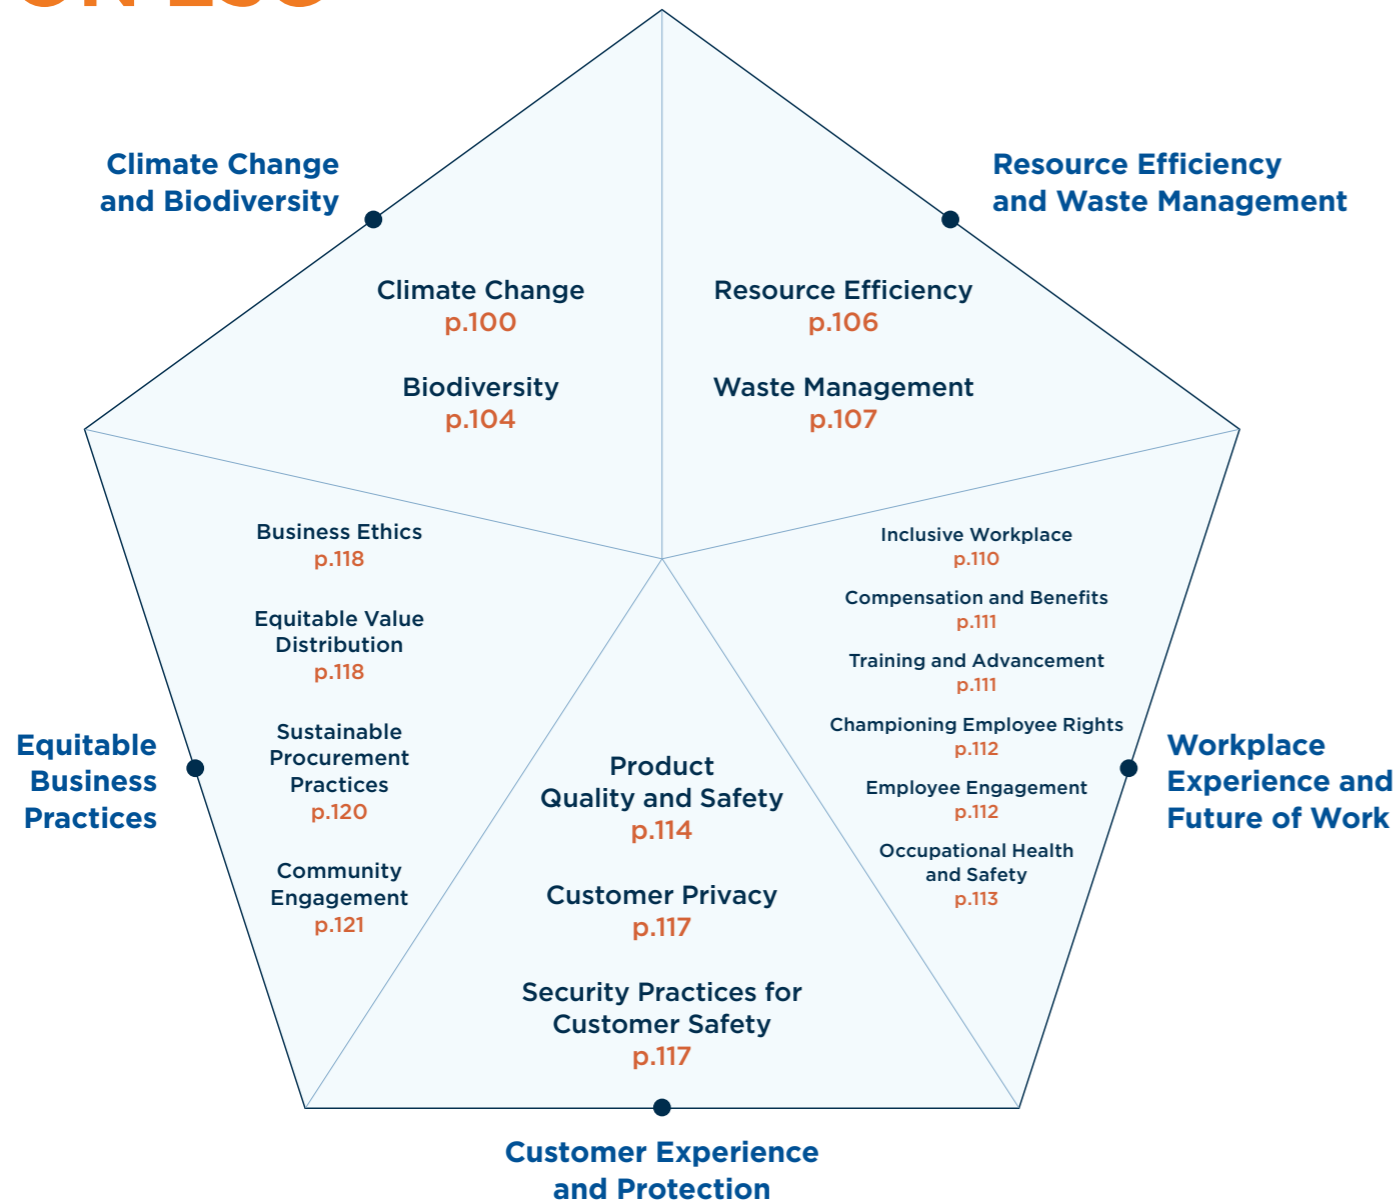 Climate Change
and Biodiversity
Resource Efficiency
and Waste Management
Climate Change
p.100
Biodiversity
p.104
Resource Efficiency
p.106
Waste Management
p.107
Business Ethics
p.118
Equitable Value
Distribution
p.118
Sustainable
Procurement
Practices
p.120
Community
Engagement
p.121
Equitable
Business
Practices
Inclusive Workplace
p.110
Compensation and Benefits
p.111
Training and Advancement
p.111
Championing Employee Rights
p.112
Employee Engagement
p.112
Occupational Health
and Safety
p.113
Workplace
Experience and
Future of Work
Product
Quality and Safety
p.114
Customer Privacy
p.117
Security Practices for
Customer Safety
p.117
Customer Experience
and Protection